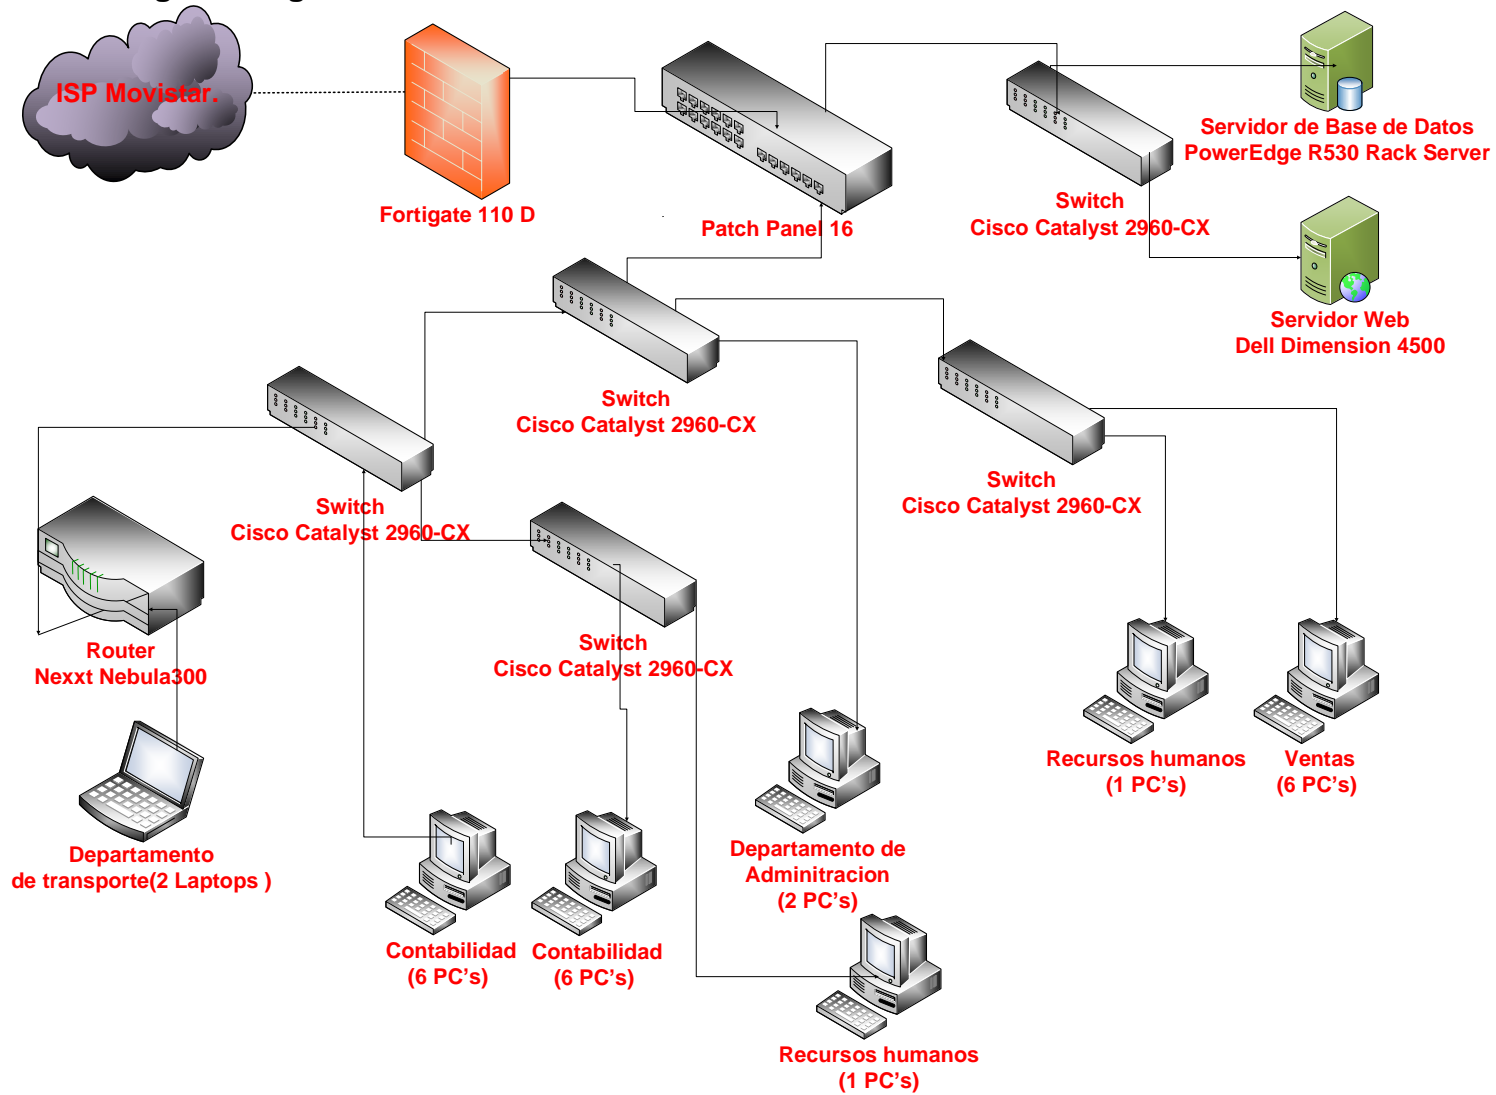 ISP Movistar.
Fortigate 110 D
Patch Panel 16
Servidor de Base de Datos
PowerEdge R530 Rack Server
Switch
Cisco Catalyst 2960-CX
Servidor Web
Dell Dimension 4500
Switch
Cisco Catalyst 2960-CX
Switch
Cisco Catalyst 2960-CX
Switch
Cisco Catalyst 2960-CX
Switch
Cisco Catalyst 2960-CX
Router
Nexxt Nebula300
Recursos humanos
(1 PC's)
Ventas
(6 PC's)
Departamento
de transporte(2 Laptops )
Departamento de
Adminitracion
(2 PC's)
Contabilidad
(6 PC's)
Contabilidad
(6 PC's)
Recursos humanos
(1 PC's)